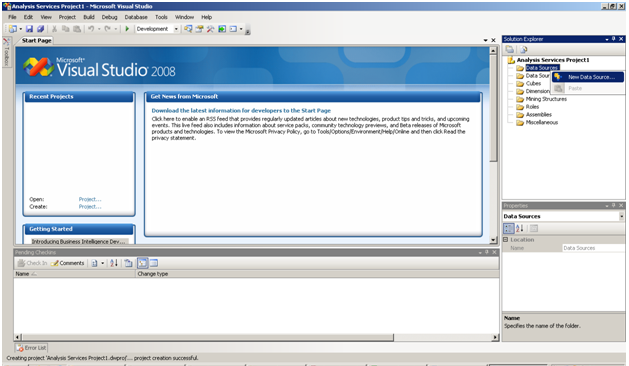 Analysis Services Project1 - Microsoft Visual Studio
File Edit View Project Build Debug Database Tools Window Help
Development
Toolbox
Start Page
Microsoft
Visual Studio 2008
Recent Projects
Open: Project...
Create: Project...
Getting Started
Introducing Business Intelligence Dev...
Get News from Microsoft
Download the latest information for developers to the Start Page
Click here to enable an RSS feed that provides regularly updated articles about new technologies, product tips and tricks, and upcoming
events. This live feed also includes information about service packs, community technology previews, and Beta releases of Microsoft
products and technologies. To view the Microsoft Privacy Policy, go to Tools/Options/Environment/Help/Online and then click Read the
privacy statement.
Pending Checkins
Check In Comments
Name Change type
Error List
Creating project 'Analysis Services Project1.dwproj'... project creation successful.
Solution Explorer
Analysis Services Project1
Data Sources
Data Sour
Cubes
Dimension
Mining Structures
Roles
Assemblies
Miscellaneous
New Data Source...
Paste
Properties
Data Sources
Location
Name Data Sources
Name
Specifies the name of the folder.